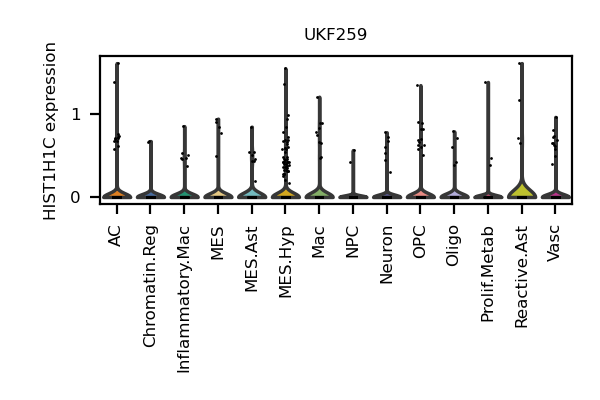 UKF259
HIST1H1C expression
1
0
AC
Chromatin.Reg
Inflammatory.Mac
MES
MES.Ast
MES.Hyp
Mac
NPC
Neuron
OPC
Oligo
Prolif.Metab
Reactive.Ast
Vasc